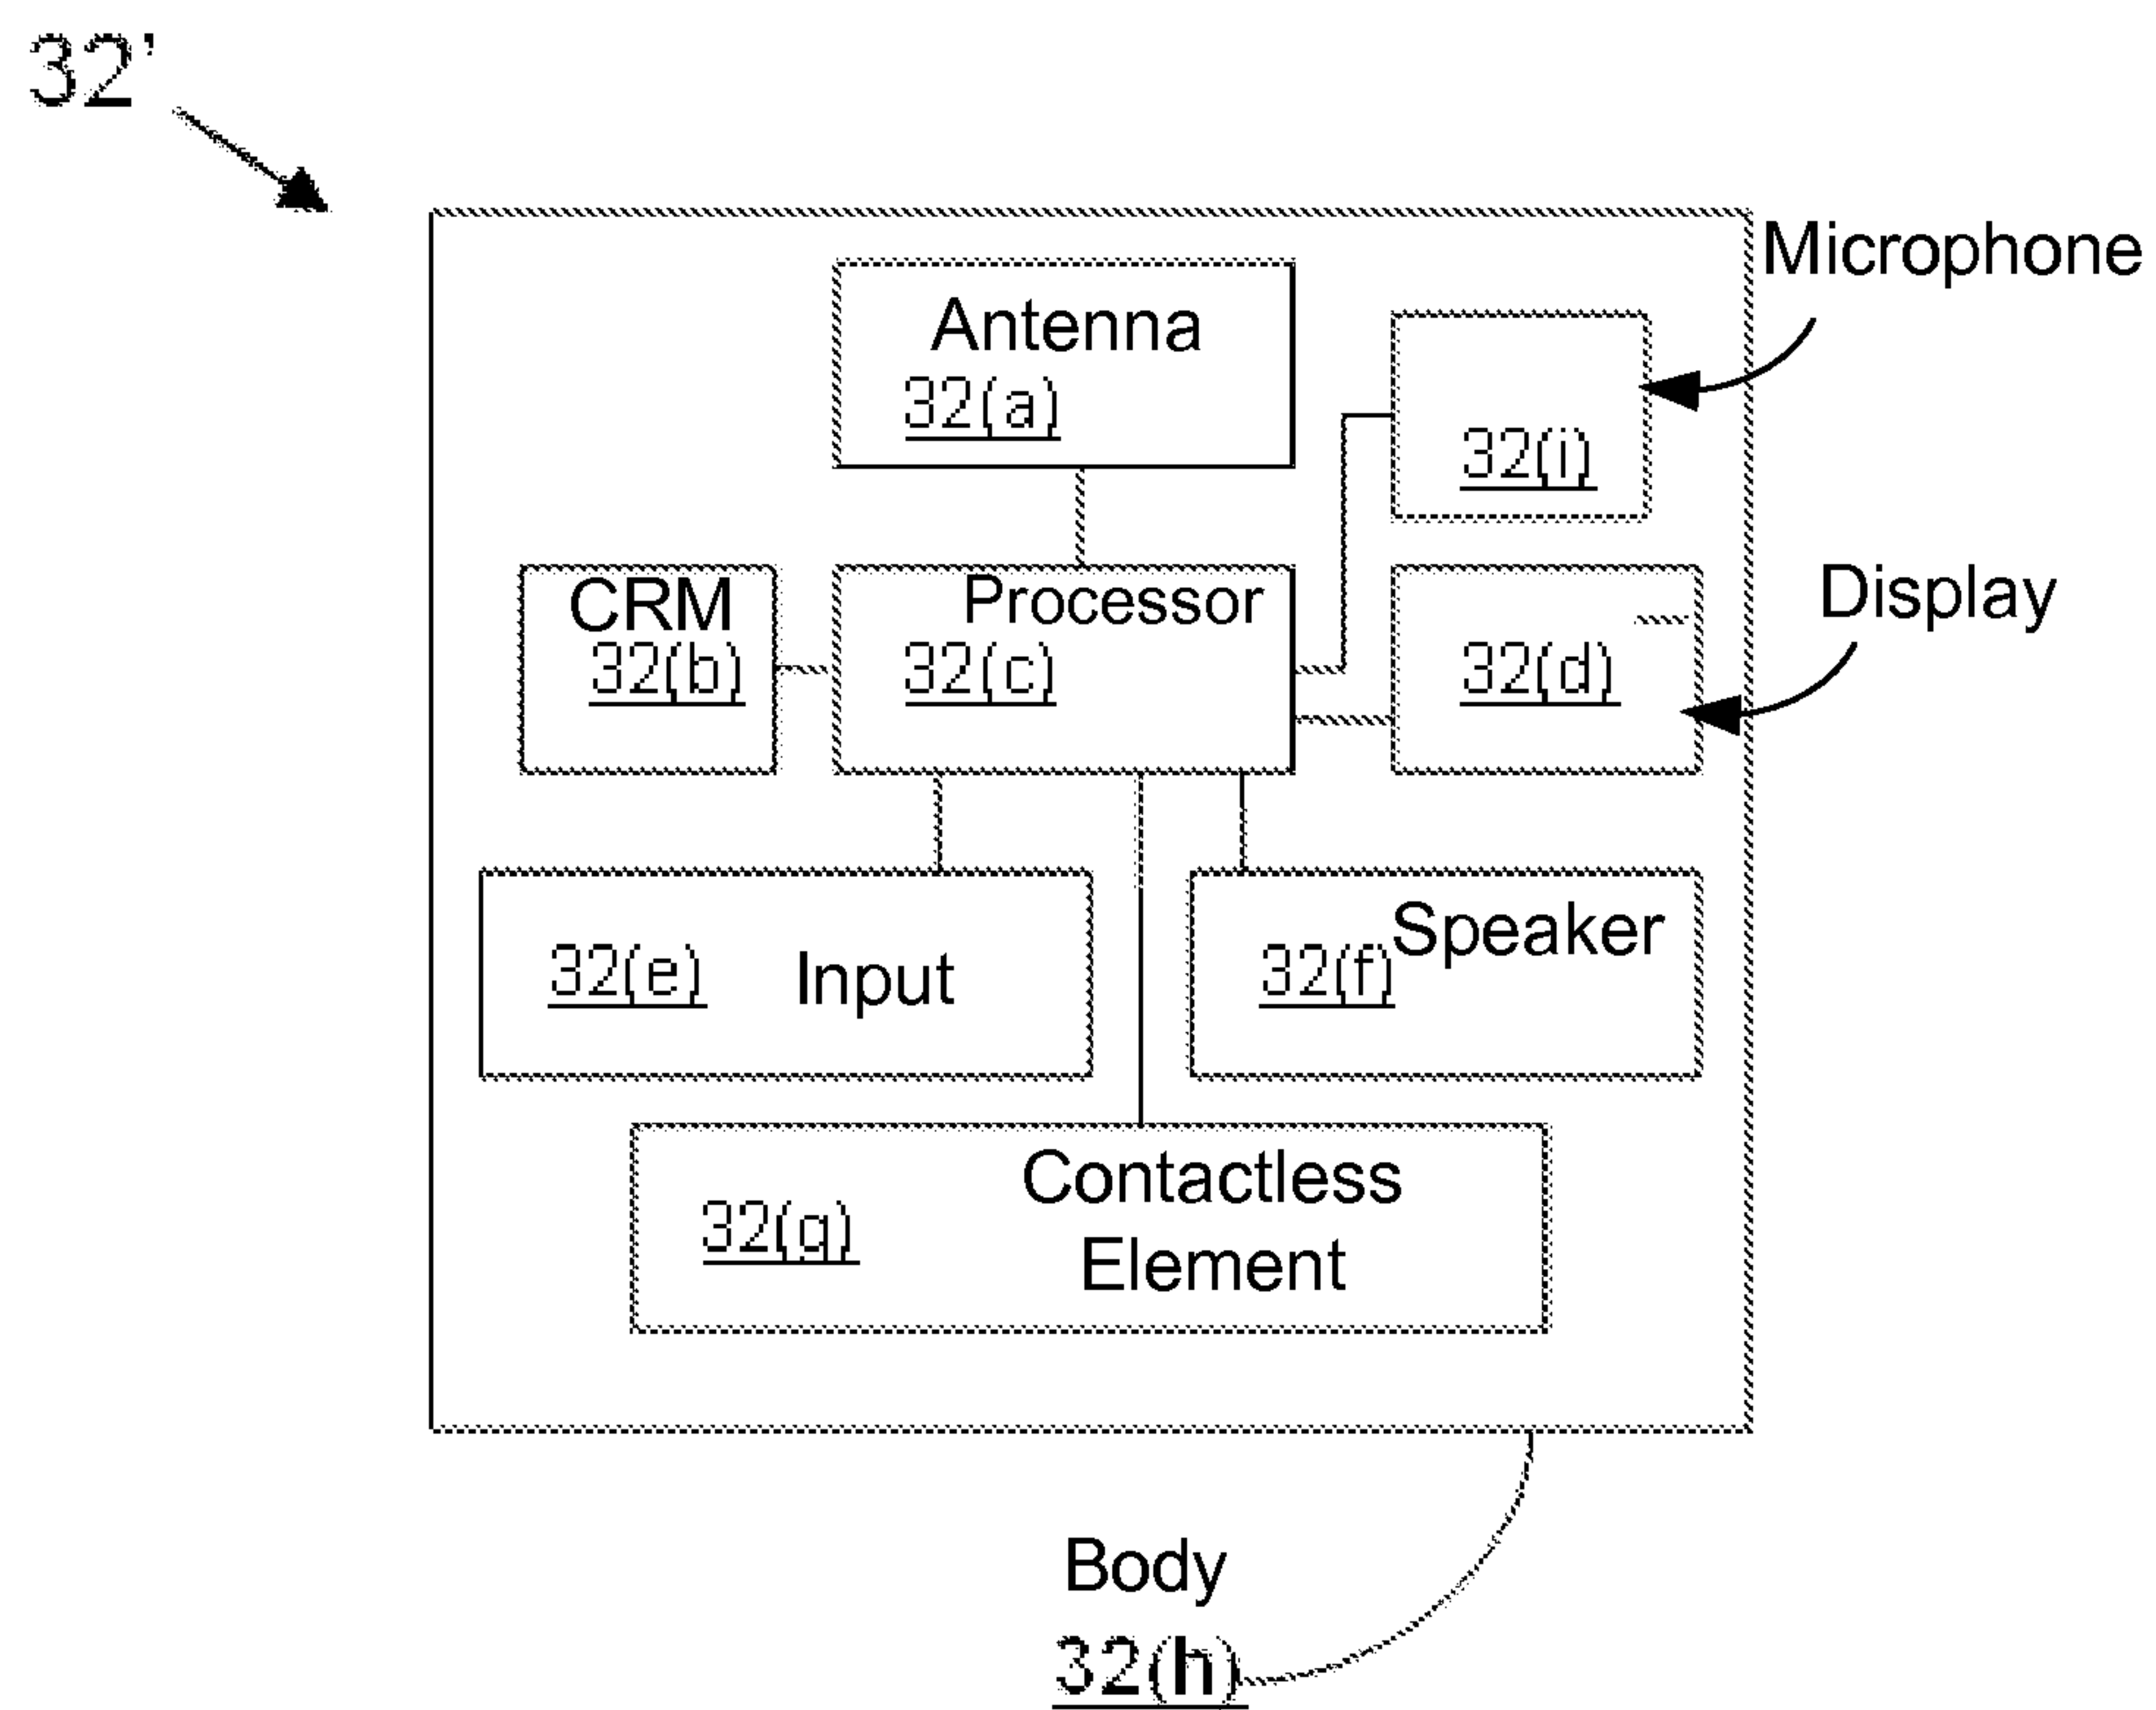 32'
Microphone
Antenna
32(a)
32(i)
CRM
32(b)
Processor
32(c)
Display
32(d)
32(e) Input
Speaker
32(f)
Contactless
32(g)
Element
Body
32(h)